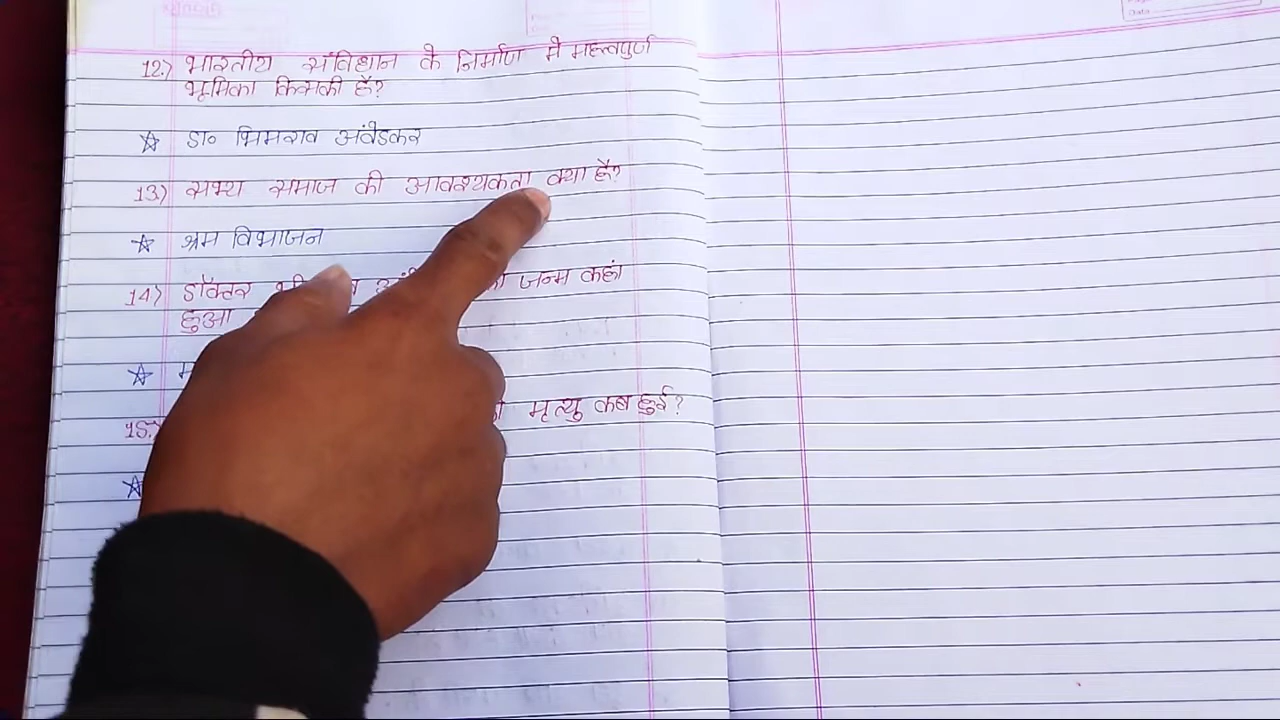 12.) भारतीय संविधान के निर्माण में महत्वपुर्ण
भूमिका किसकी है?
☆ डा० भिमराव अंबेडकर
13.) सभ्य समाज की आवश्यकता क्या है?
☆ श्रम विभाजन
14) डॉक्टर जन्म कहां
हुआ
☆
15.) मृत्यु कब हुई?
☆